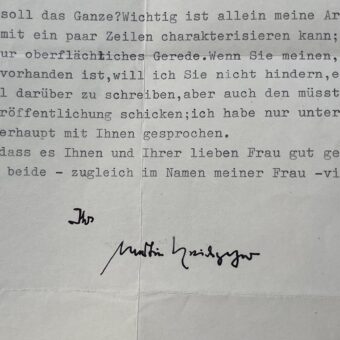 soll das Ganze?Wichtig ist allein meine Ar
mit ein paar Zeilen charakterisieren kann;
ur oberflächliches Gerede.Wenn Sie meinen,
vorhanden ist,will ich Sie nicht hindern,e
l darüber zu schreiben,aber auch den müsst
röffentlichung schicken;ich habe nur unter
erhaupt mit Ihnen gesprochen.
dass es Ihnen und Ihrer lieben Frau gut ge
beide - zugleich im Namen meiner Frau -vi
Ihr
Martin Heidegger